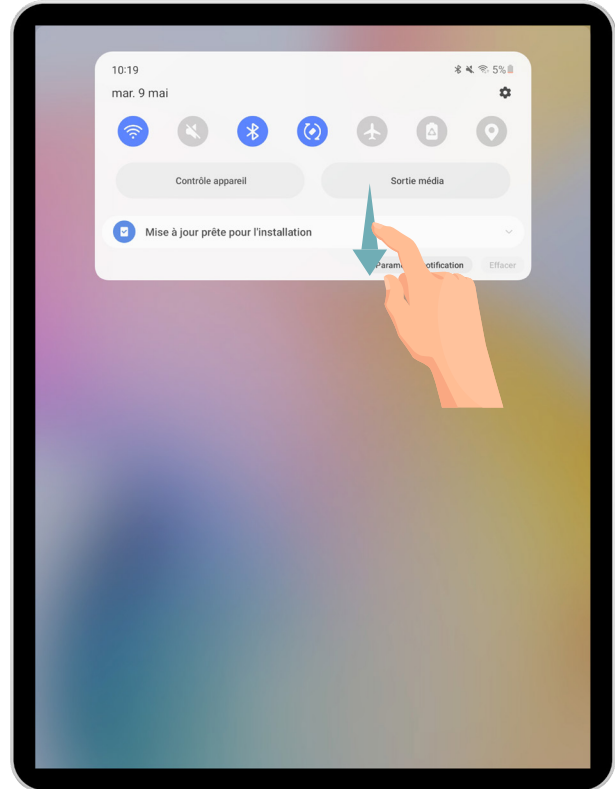 10:19
5%
mar. 9 mai
Contrôle appareil
Sortie média
Mise à jour prête pour l'installation
Effacer